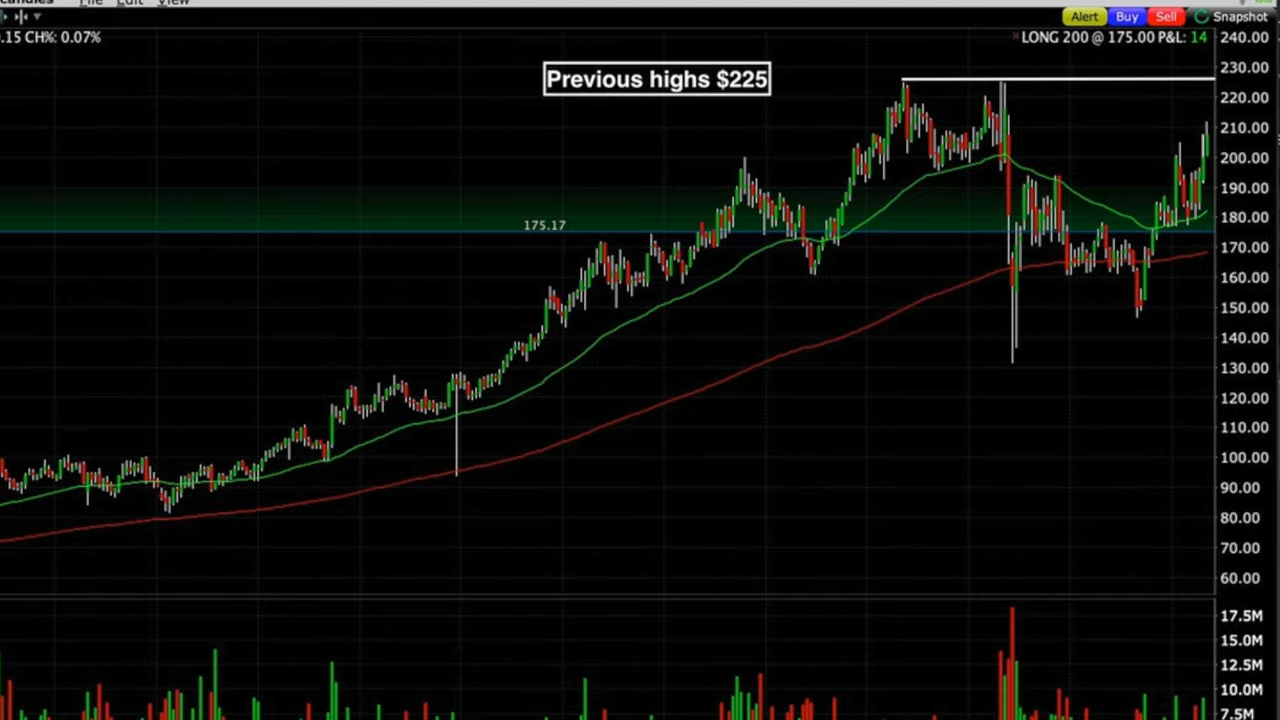 File Edit View
Alert Buy Sell Snapshot
.15 CH%: 0.07%
LONG 200 @ 175.00 P&L: 14
240.00
230.00
Previous highs $225
220.00
210.00
200.00
190.00
180.00
175.17
170.00
160.00
150.00
140.00
130.00
120.00
110.00
100.00
90.00
80.00
70.00
60.00
17.5M
15.0M
12.5M
10.0M
7.5M